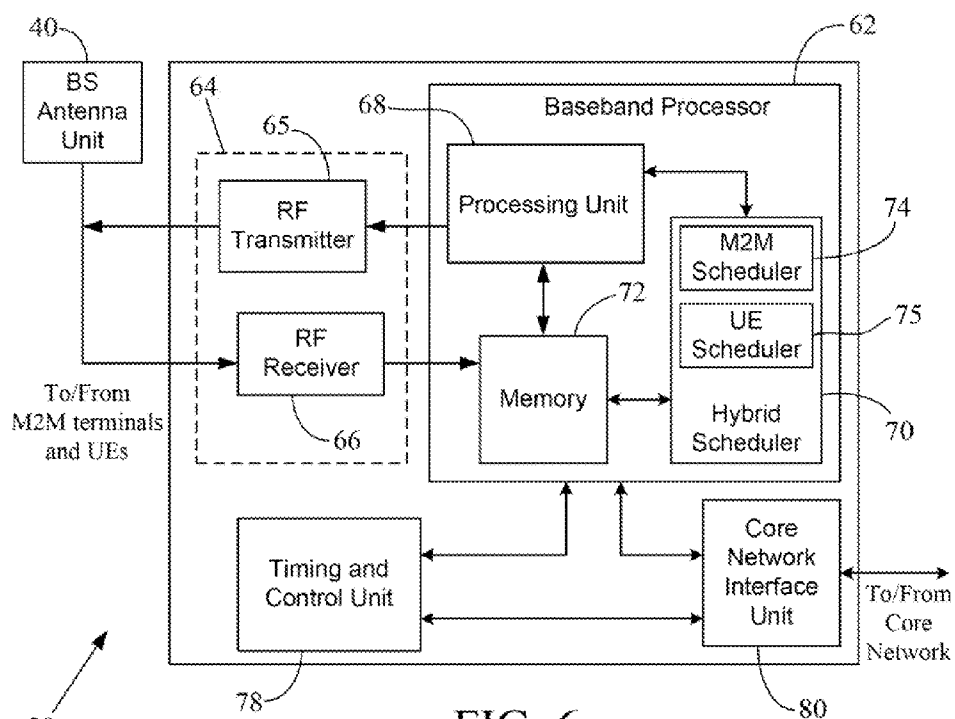 40
62
BS
Antenna
Unit
64
65
68
Baseband Processor
RF
Transmitter
Processing Unit
74
M2M
Scheduler
72
UE
Scheduler
75
RF
Receiver
Memory
Hybrid
Scheduler
70
66
To/From
M2M terminals
and UEs
Timing and
Control Unit
Core
Network
Interface
Unit
To/From
Core
Network
78
80